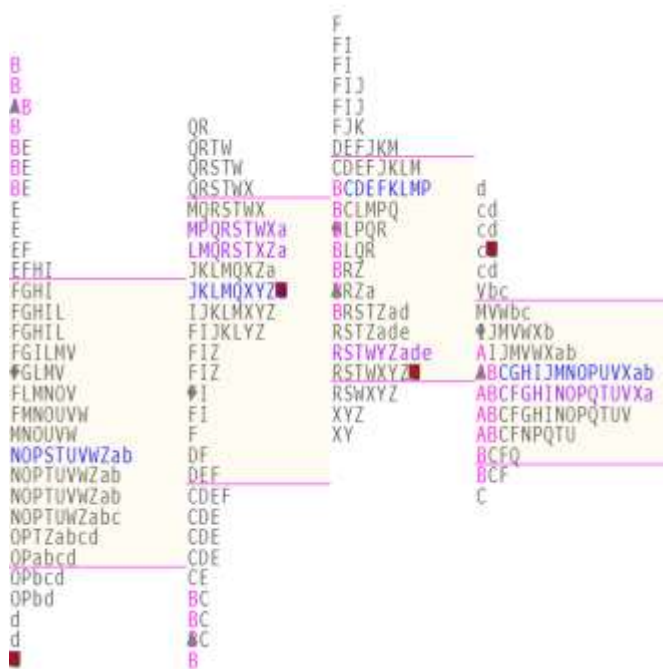 B
B
AB
B
BE
BE
BE
E
E
EF
EFHI
FGHI
FGHIL
FGHIL
FGILMV
GLMV
FLMNOV
FMNOUVW
MNOUVW
NOPSTUVWZab
NOPTUVWZab
NOPTUVWZab
NOPTUWZabc
OPTZabcd
OPabcd
OPbcd
OPbd
d
d
QR
QRTW
QRSTW
QRSTWX
MQRSTWX
MPQRSTWXa
LMQRSTXZa
JKLMQXZa
JKLMQXYZ
IJKLMXYZ
FIJKLYZ
FIZ
FIZ
I
FI
F
DF
DEF
CDEF
CDE
CDE
CDE
CE
BC
BC
C
B
F
FI
FI
FIJ
FIJ
FJK
DEFJKM
CDEFJKLM
BCDEFKLMP
BCLMPQ
LPQR
BLQR
BRZ
RZa
BRSTZad
RSTZade
RSTWYZade
RSTWXYZ
RSWXYZ
XYZ
XY
d
cd
cd
c
cd
Vbc
MVWbc
JMVWXb
AIJMVWXab
ABCGHIJMNOPUVXab
ABCFGHINOPQTUVXa
ABCFGHINOPQTUV
ABCFNPQTU
BCFQ
BCF
C